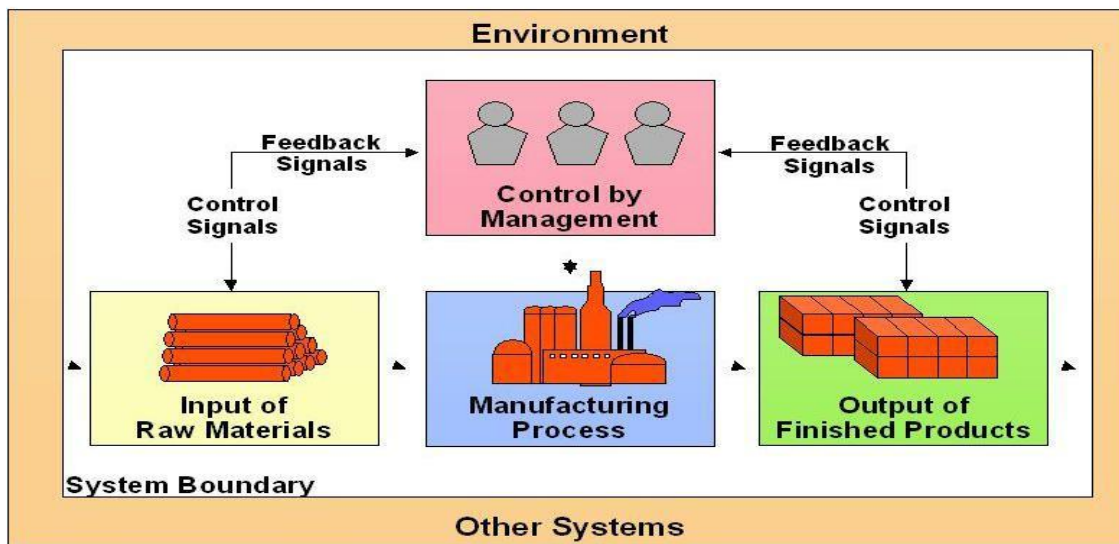 Environment
Feedback
Signals
Feedback
Signals
Control by
Management
Control
Signals
Control
Signals
Input of
Raw Materials
Manufacturing
Process
Output of
Finished Products
System Boundary
Other Systems